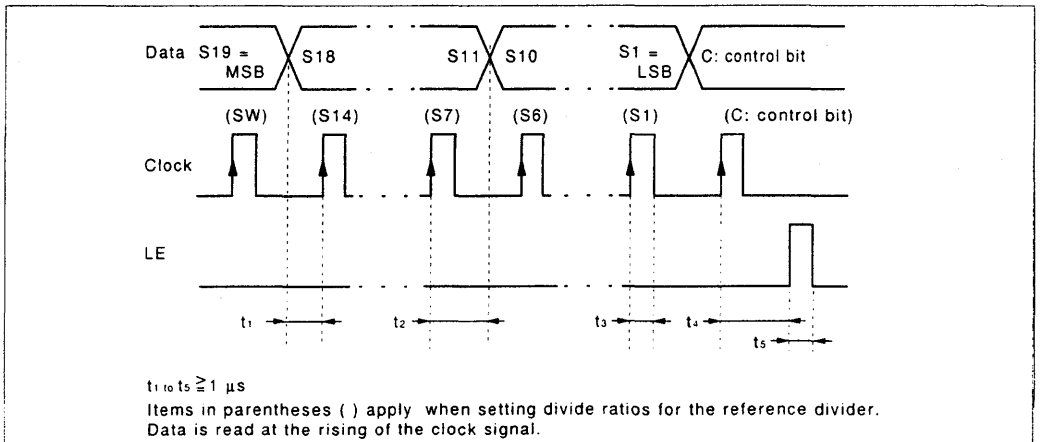 Data S19 = MSB S18 S11 S10 S1 = LSB C: control bit
(SW) (S14) (S7) (S6) (S1) (C: control bit)
Clock
LE
t1 t2 t3 t4
t5
t1 to t5 ≧ 1 μs
Items in parentheses ( ) apply when setting divide ratios for the reference divider.
Data is read at the rising of the clock signal.